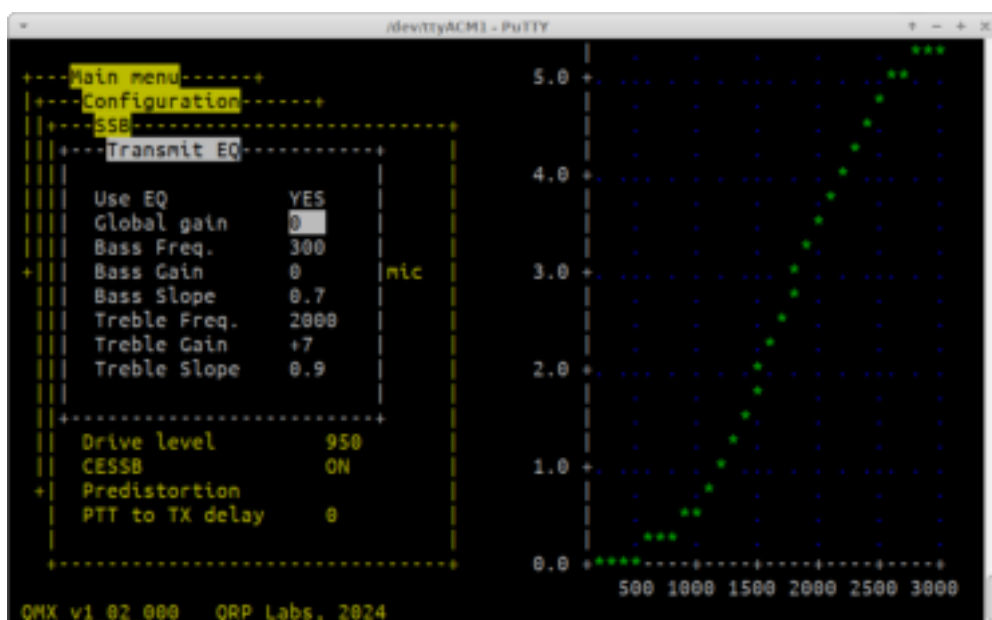 /dev/ttyACM1 - PuTTY
Main menu
Configuration
SSB
Transmit EQ
Use EQ YES
Global gain 0
Bass Freq. 300
Bass Gain 0
mic
Bass Slope 0.7
Treble Freq. 2000
Treble Gain +7
Treble Slope 0.9
Drive level 950
CESSB ON
Predistortion
PTT to TX delay 0
QMX v1_02_000 QRP Labs, 2024
5.0
4.0
3.0
2.0
1.0
0.0
500 1000 1500 2000 2500 3000